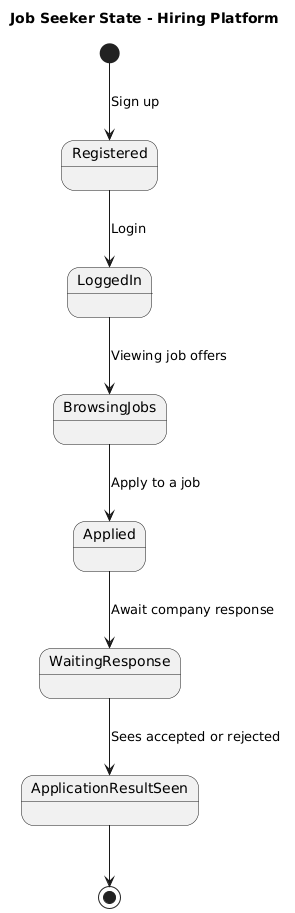 Job Seeker State - Hiring Platform
Sign up
Registered
Login
LoggedIn
Viewing job offers
BrowsingJobs
Apply to a job
Applied
Await company response
WaitingResponse
Sees accepted or rejected
ApplicationResultSeen